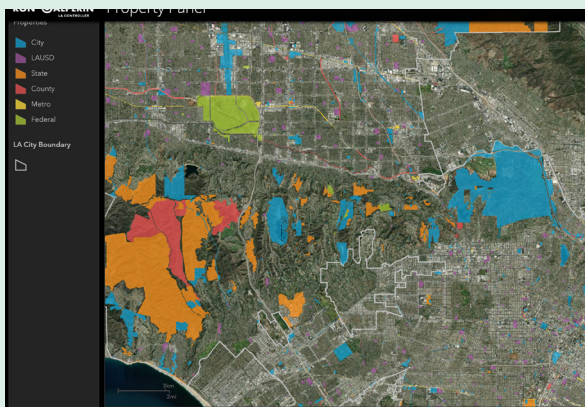 RON GALPERIN
LA CONTROLLER
Property Panel
Properties
City
LAUSD
State
County
Metro
Federal
LA City Boundary
3km
2mi